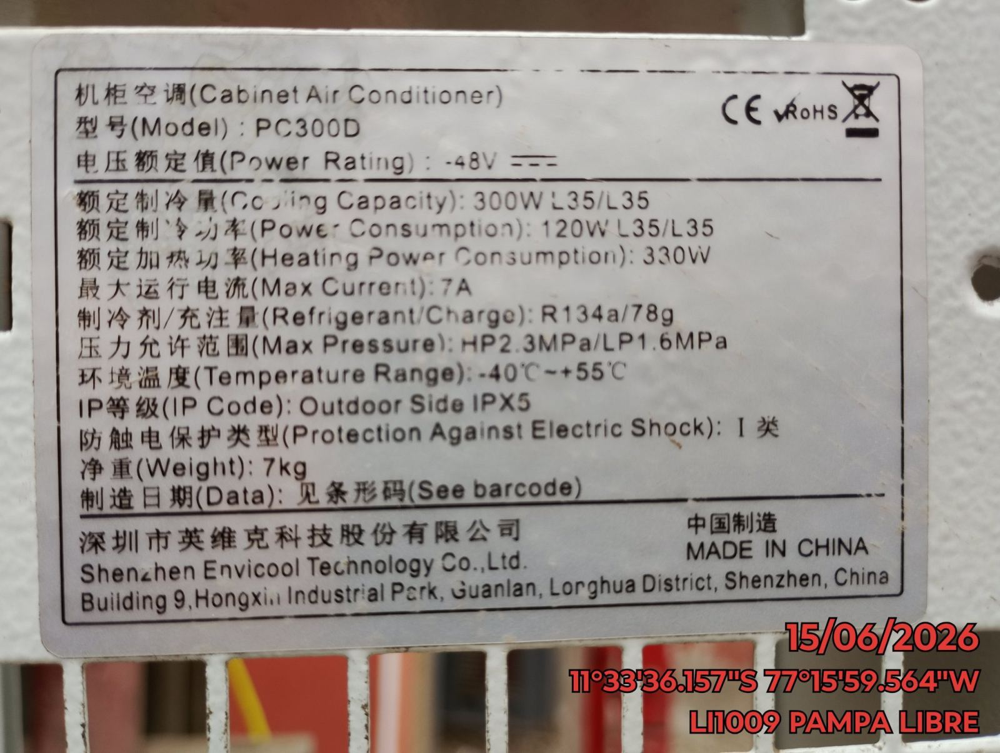 机柜空调(Cabinet Air Conditioner)
CE RoHS
型号(Model) : PC300D
电压额定值(Power Rating) : -48V
额定制冷量(Cooling Capacity): 300W L35/L35
额定制冷功率(Power Consumption): 120W L35/L35
额定加热功率(Heating Power Consumption): 330W
最大运行电流(Max Current): 7A
制冷剂/充注量(Refrigerant/Charge): R134a/78g
压力允许范围(Max Pressure): HP2.3MPa/LP1.6MPa
环境温度(Temperature Range): -40℃~+55℃
IP等级(IP Code): Outdoor Side IPX5
防触电保护类型(Protection Against Electric Shock): I 类
净重(Weight): 7kg
制造日期(Data): 见条形码(See barcode)
深圳市英维克科技股份有限公司
Shenzhen Envicool Technology Co.,Ltd.
Building 9,Hongxin Industrial Park, Guanlan, Longhua District, Shenzhen, China
中国制造
MADE IN CHINA
15/06/2026
11°33'36.157"S 77°15'59.564"W
LI1009 PAMPA LIBRE